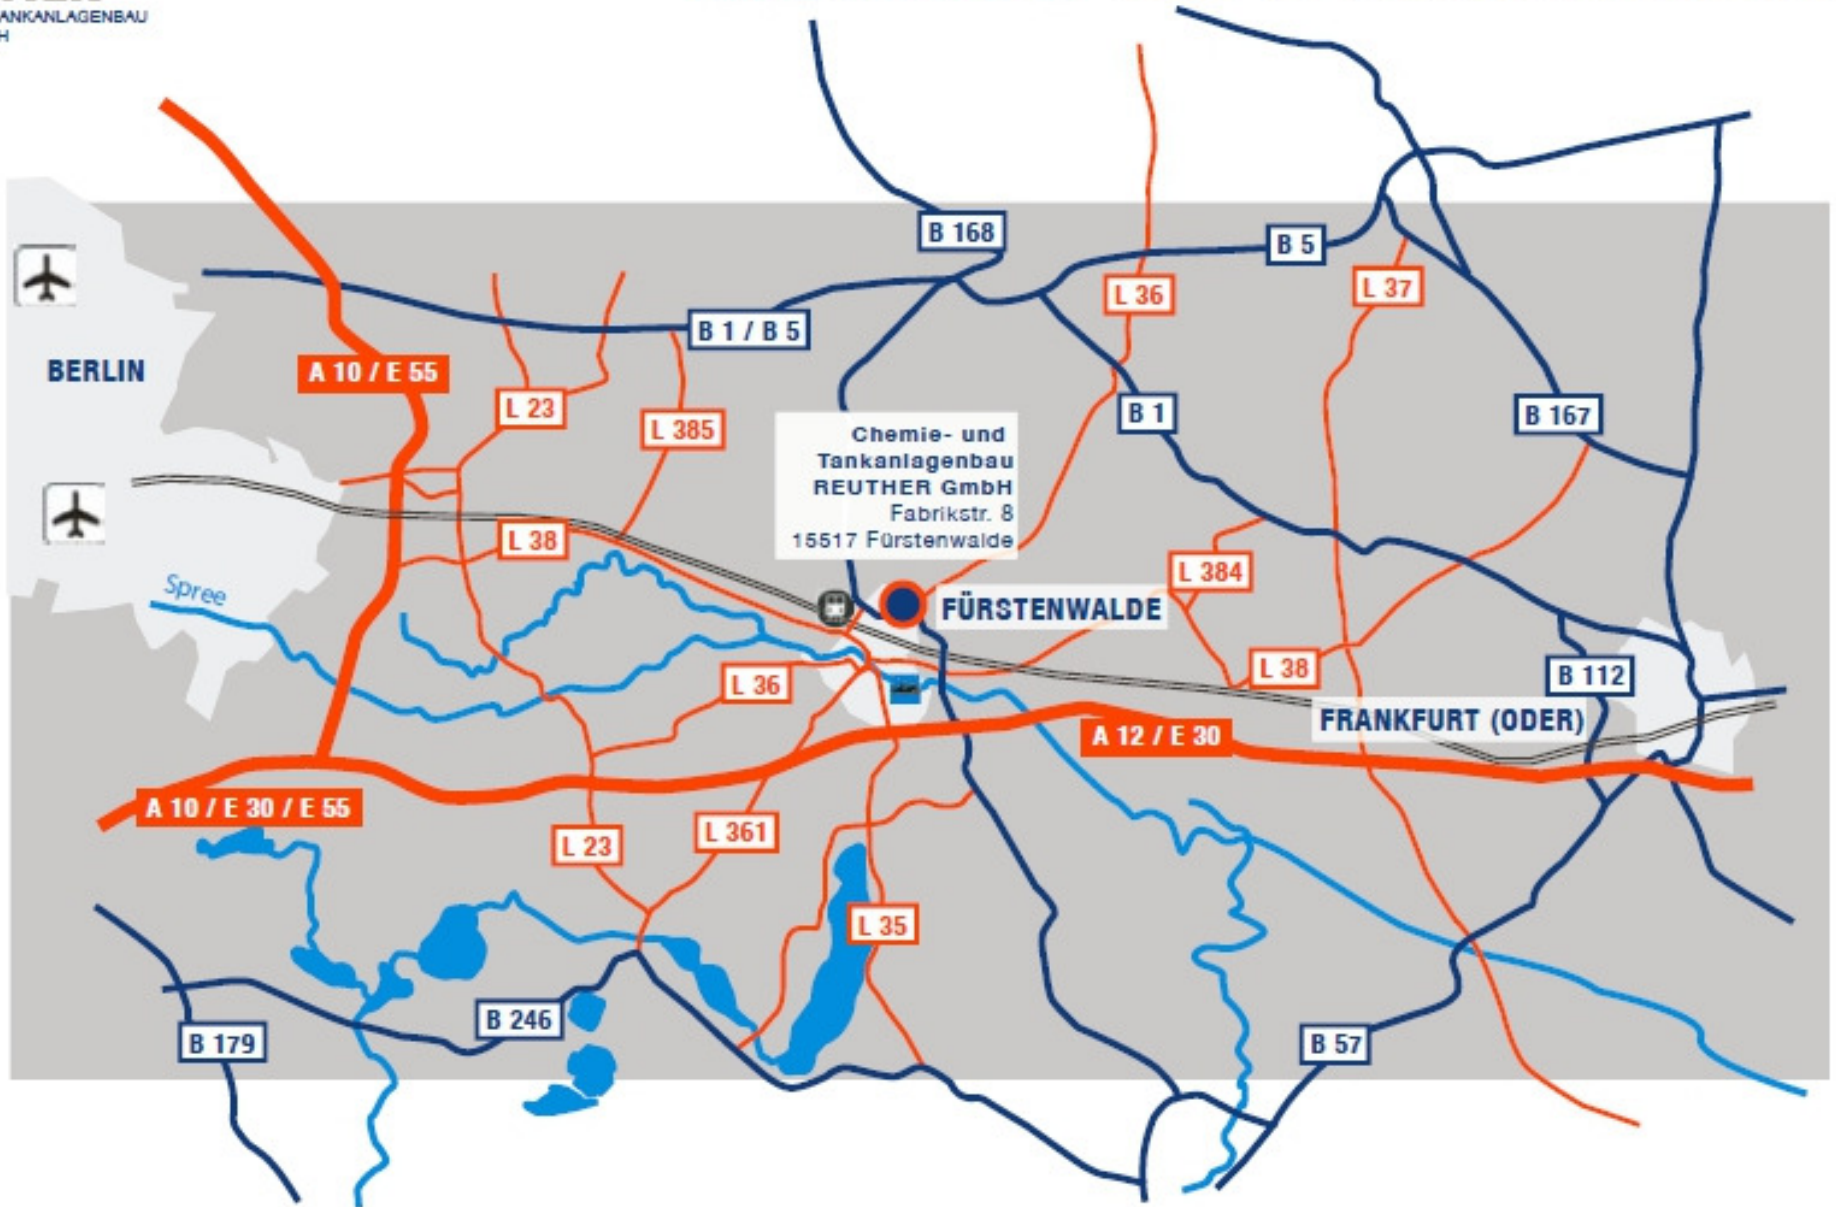 ANKANLAGENBAU
H
B 168
B 5
L 36
L 37
B 1 / B 5
BERLIN
A 10 / E 55
L 23
L 385
B 1
B 167
Chemie- und
Tankanlagenbau
REUTHER GmbH
Fabrikstr. 8
15517 Fürstenwalde
L 38
L 384
Spree
FÜRSTENWALDE
L 36
L 38
B 112
FRANKFURT (ODER)
A 12 / E 30
A 10 / E 30 / E 55
L 23
L 361
L 35
B 246
B 179
B 57